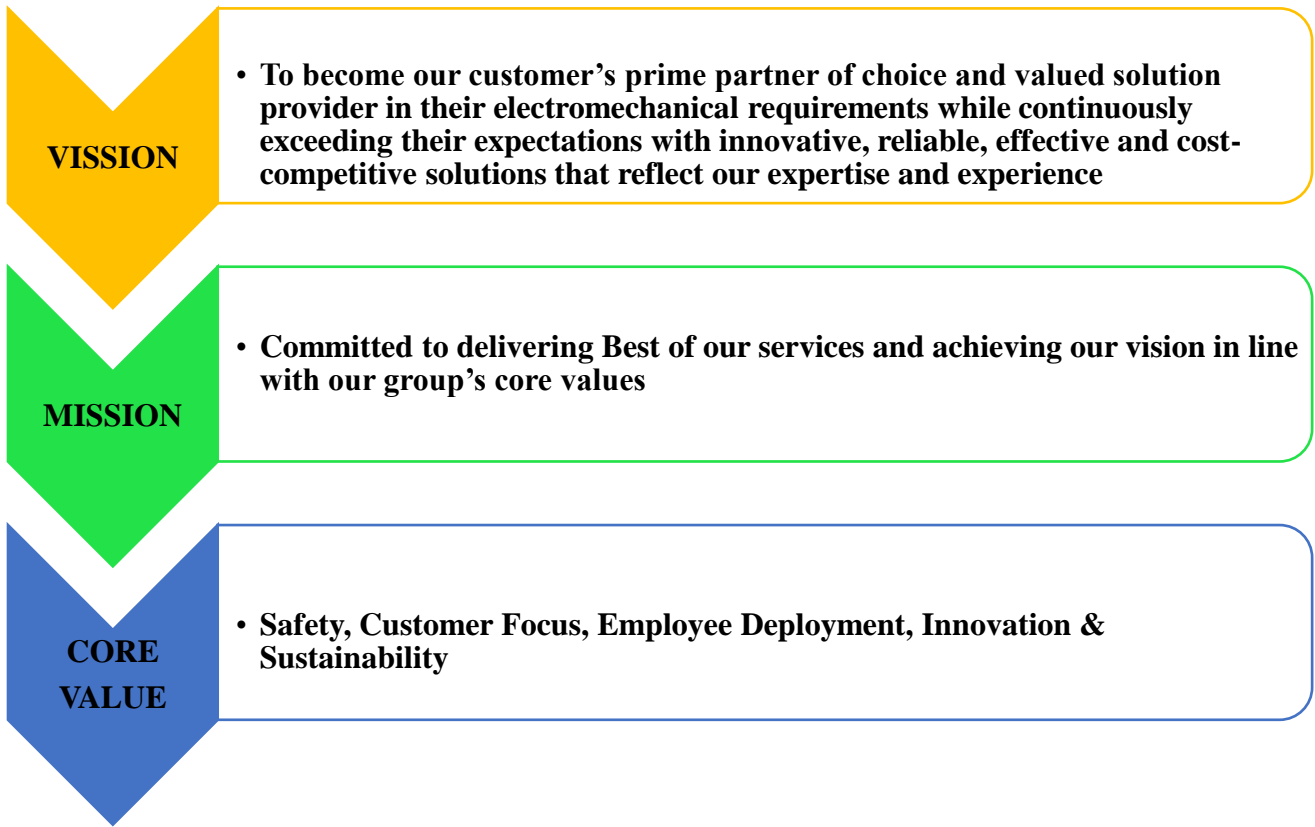 VISSION
• To become our customer’s prime partner of choice and valued solution
provider in their electromechanical requirements while continuously
exceeding their expectations with innovative, reliable, effective and cost-
competitive solutions that reflect our expertise and experience
MISSION
• Committed to delivering Best of our services and achieving our vision in line
with our group’s core values
CORE
VALUE
• Safety, Customer Focus, Employee Deployment, Innovation &
Sustainability